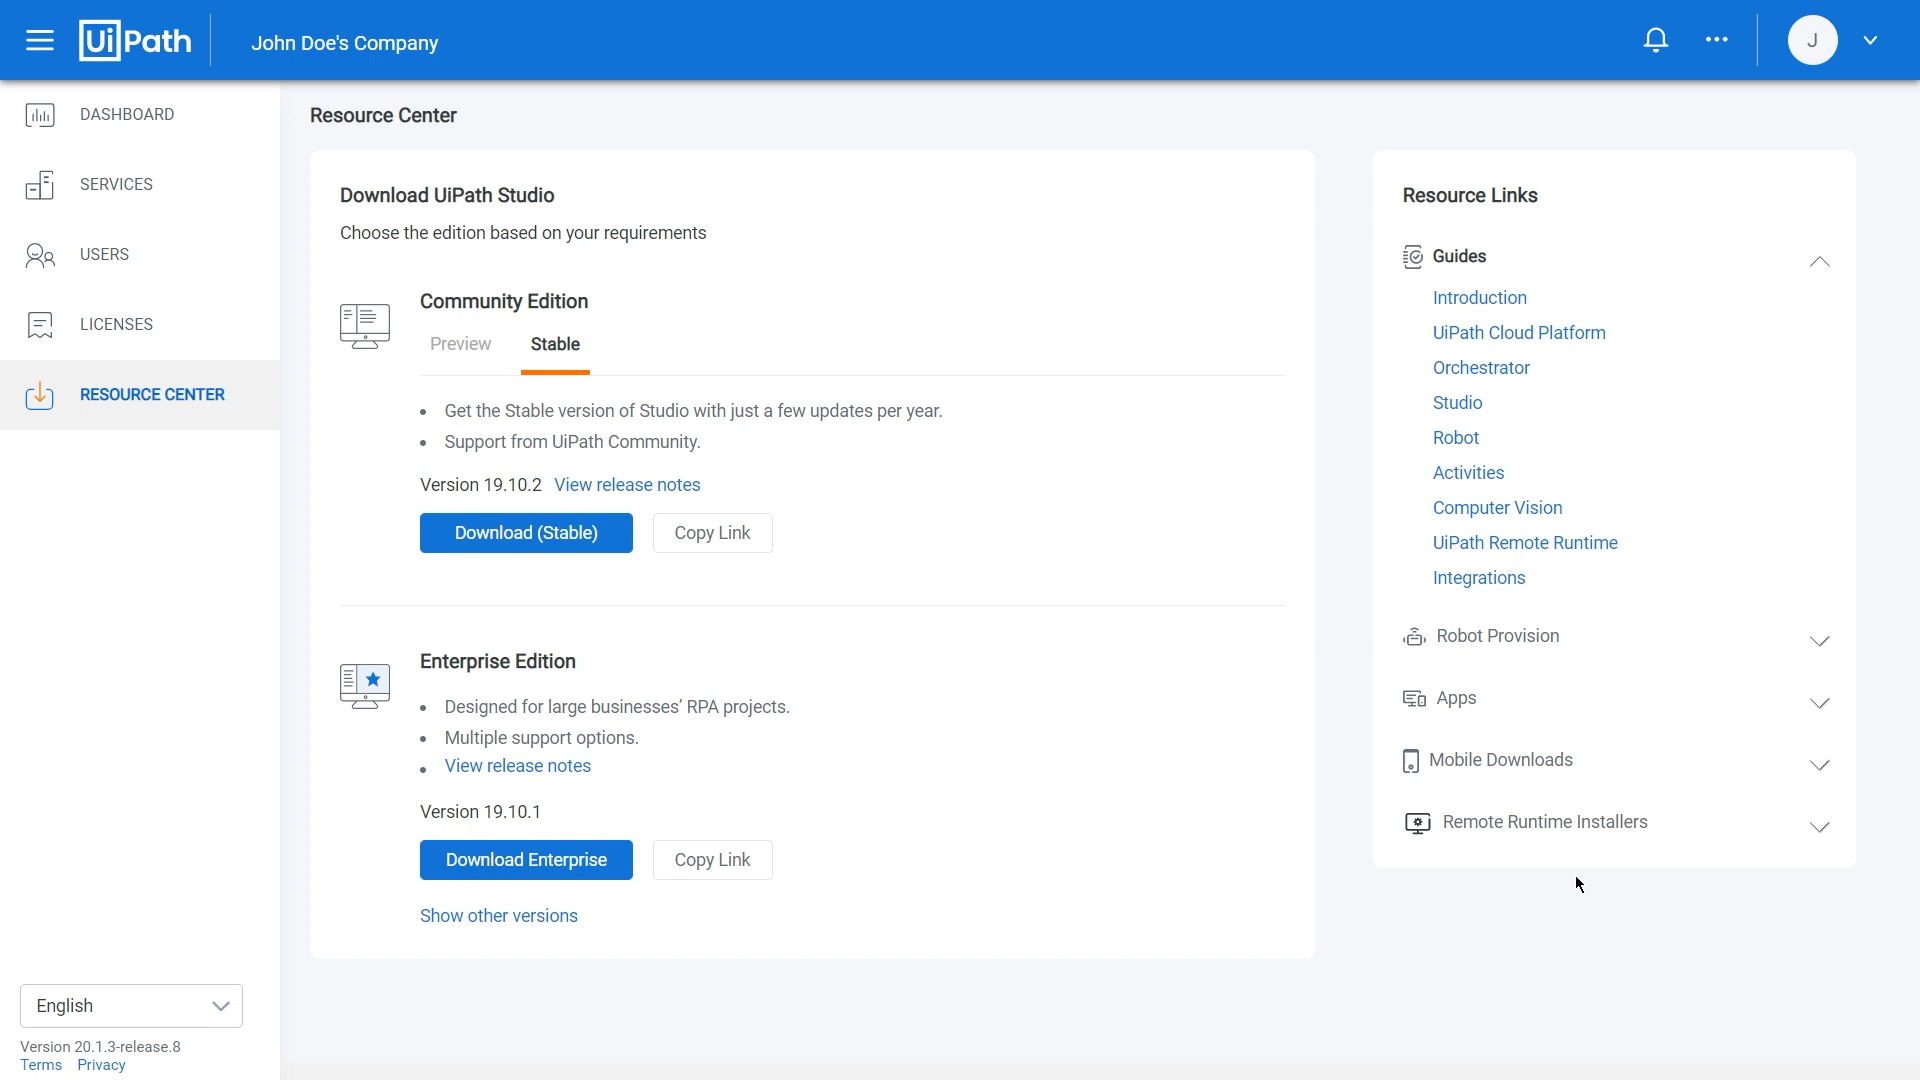 UiPath
John Doe's Company
J
DASHBOARD
SERVICES
USERS
LICENSES
RESOURCE CENTER
English
Version 20.1.3-release.8
Terms Privacy
Resource Center
Download UiPath Studio
Choose the edition based on your requirements
Community Edition
Preview Stable
Get the Stable version of Studio with just a few updates per year.
Support from UiPath Community.
Version 19.10.2 View release notes
Download (Stable) Copy Link
Enterprise Edition
Designed for large businesses’ RPA projects.
Multiple support options.
View release notes
Version 19.10.1
Download Enterprise Copy Link
Show other versions
Resource Links
Guides
Introduction
UiPath Cloud Platform
Orchestrator
Studio
Robot
Activities
Computer Vision
UiPath Remote Runtime
Integrations
Robot Provision
Apps
Mobile Downloads
Remote Runtime Installers